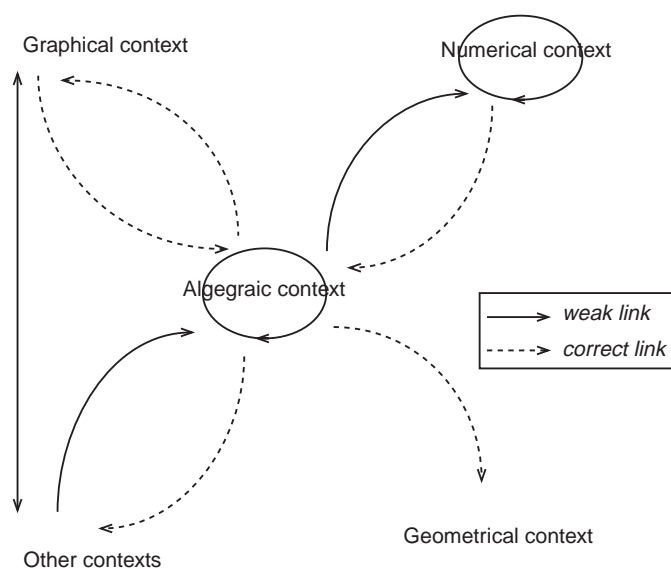 Graphical context
Numerical context
Algegraic context
weak link
correct link
Geometrical context
Other contexts